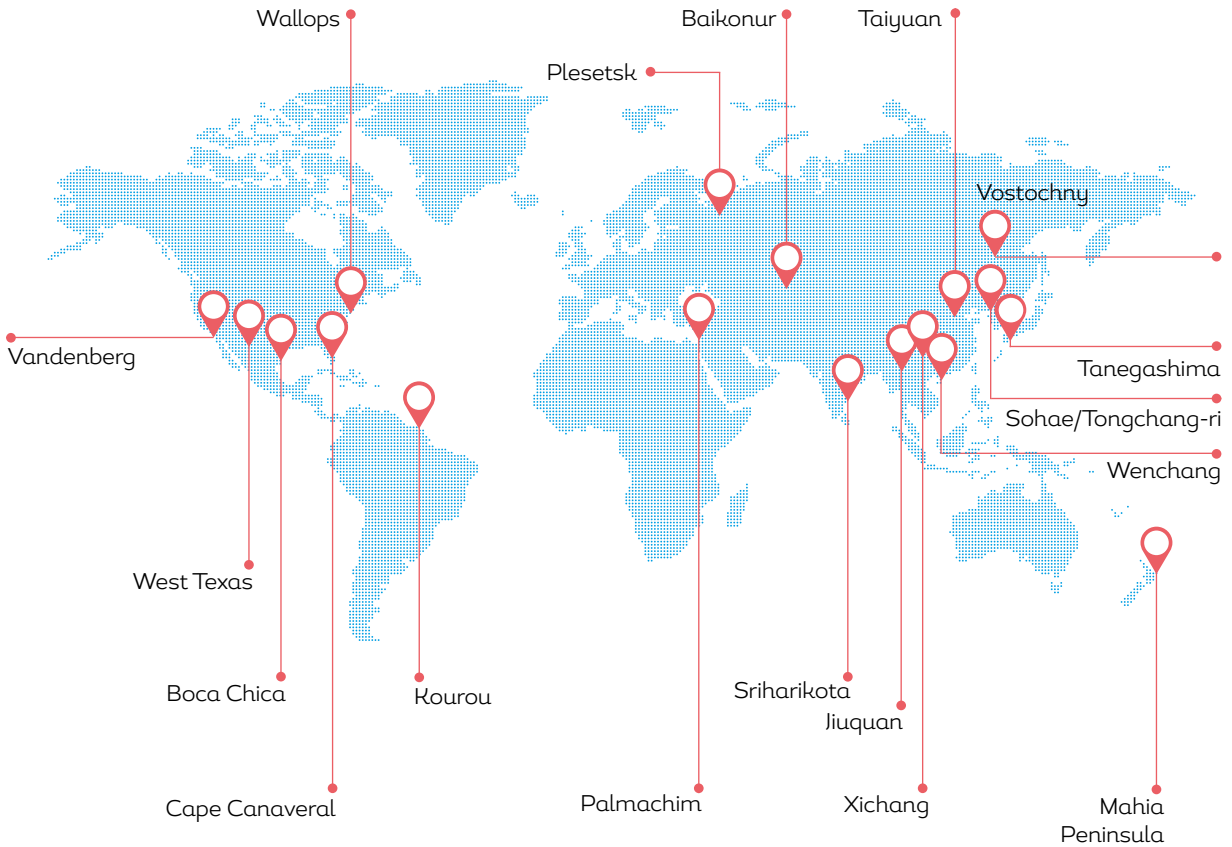 Wallops
Baikonur
Taiyuan
Plesetsk
Vostochny
Vandenberg
Tanegashima
Sohae/Tongchang-ri
Wenchang
West Texas
Boca Chica
Kourou
Sriharikota
Jiuquan
Cape Canaveral
Palmachim
Xichang
Mahia
Peninsula